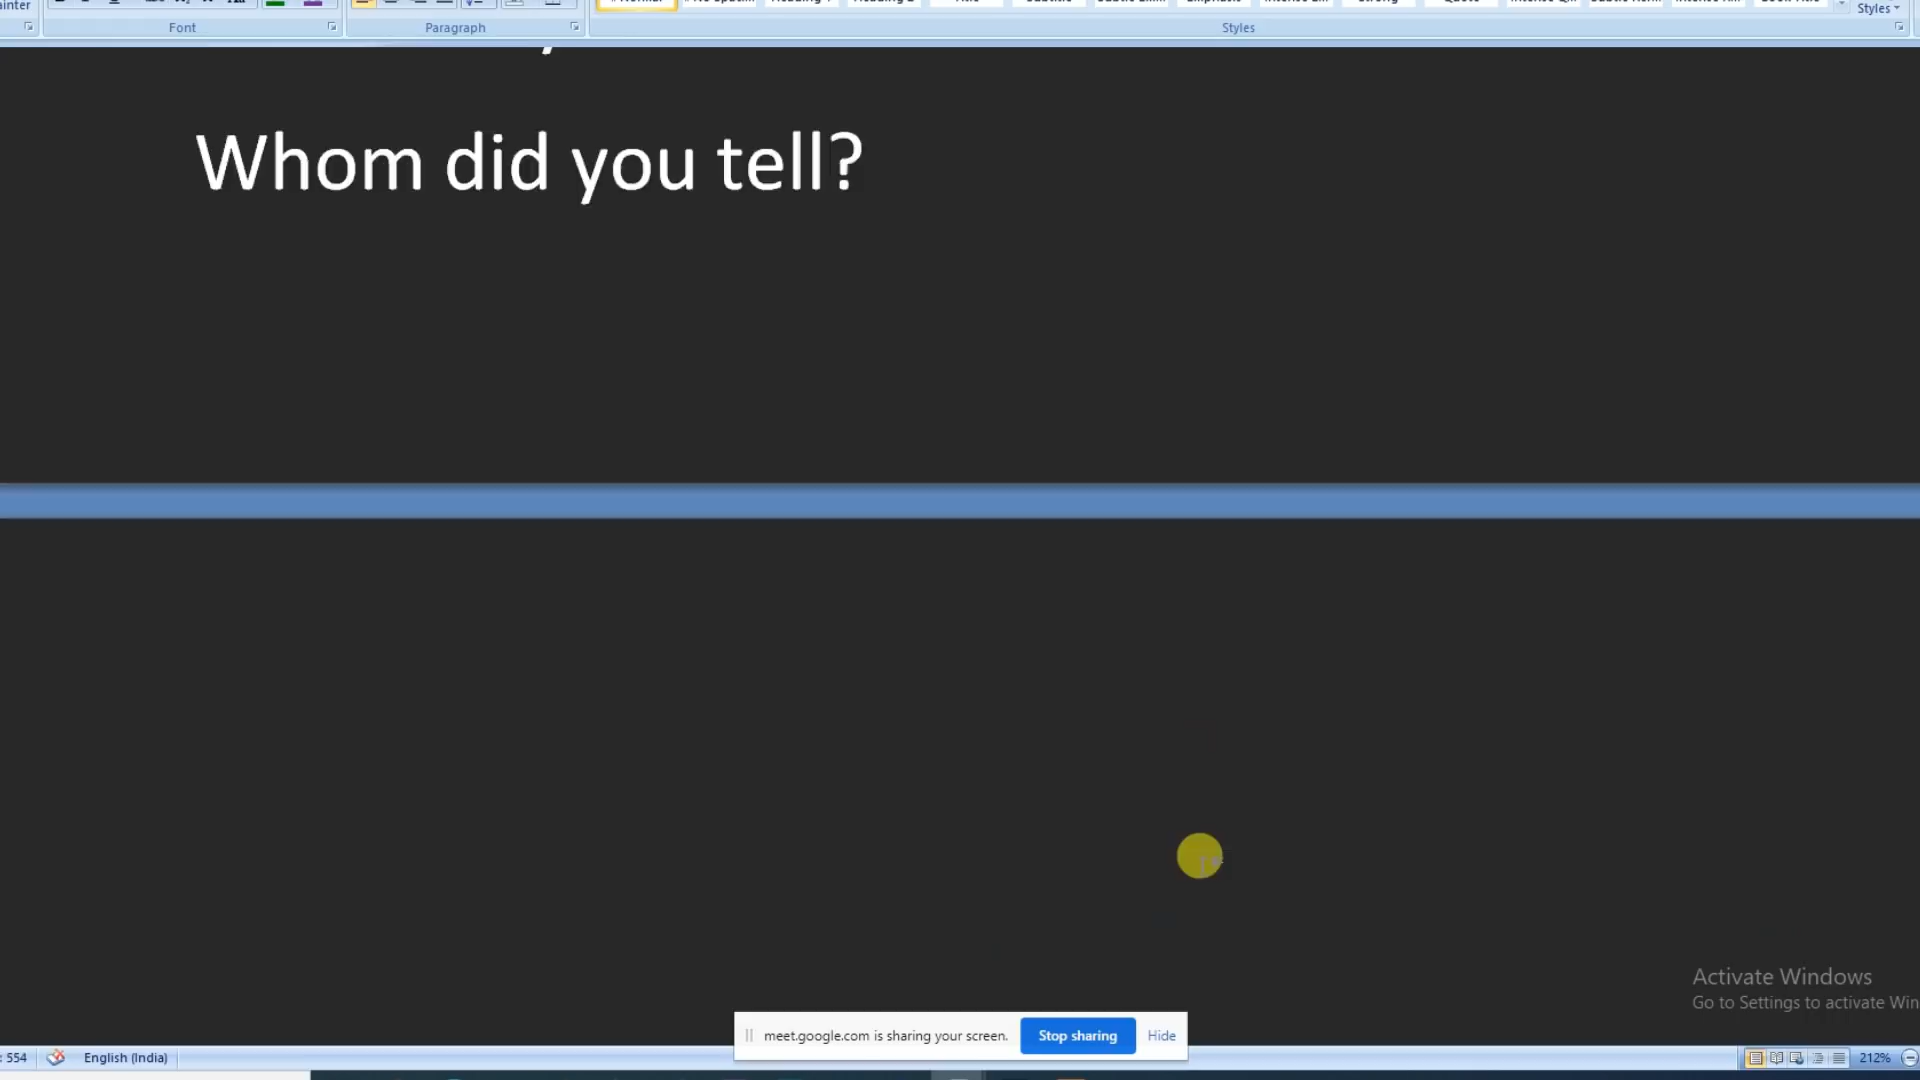 Styles
Font
Paragraph
Styles
Whom did you tell?
Activate Windows
Go to Settings to activate Win
meet.google.com is sharing your screen.
Stop sharing
Hide
: 554
English (India)
212%